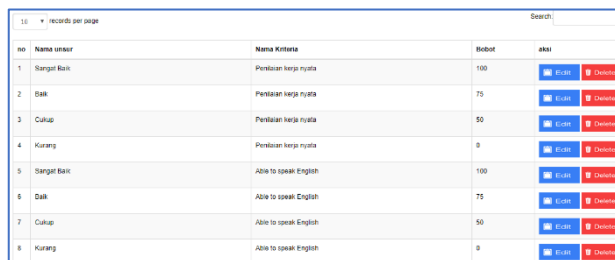 10 records per page Search:
no Nama unsur Nama Kriteria Bobot aksi
1 Sangat Baik Penilaian kerja nyata 100 Edit Delete
2 Baik Penilaian kerja nyata 75 Edit Delete
3 Cukup Penilaian kerja nyata 50 Edit Delete
4 Kurang Penilaian kerja nyata 0 Edit Delete
5 Sangat Baik Able to speak English 100 Edit Delete
6 Baik Able to speak English 75 Edit Delete
7 Cukup Able to speak English 50 Edit Delete
8 Kurang Able to speak English 0 Edit Delete